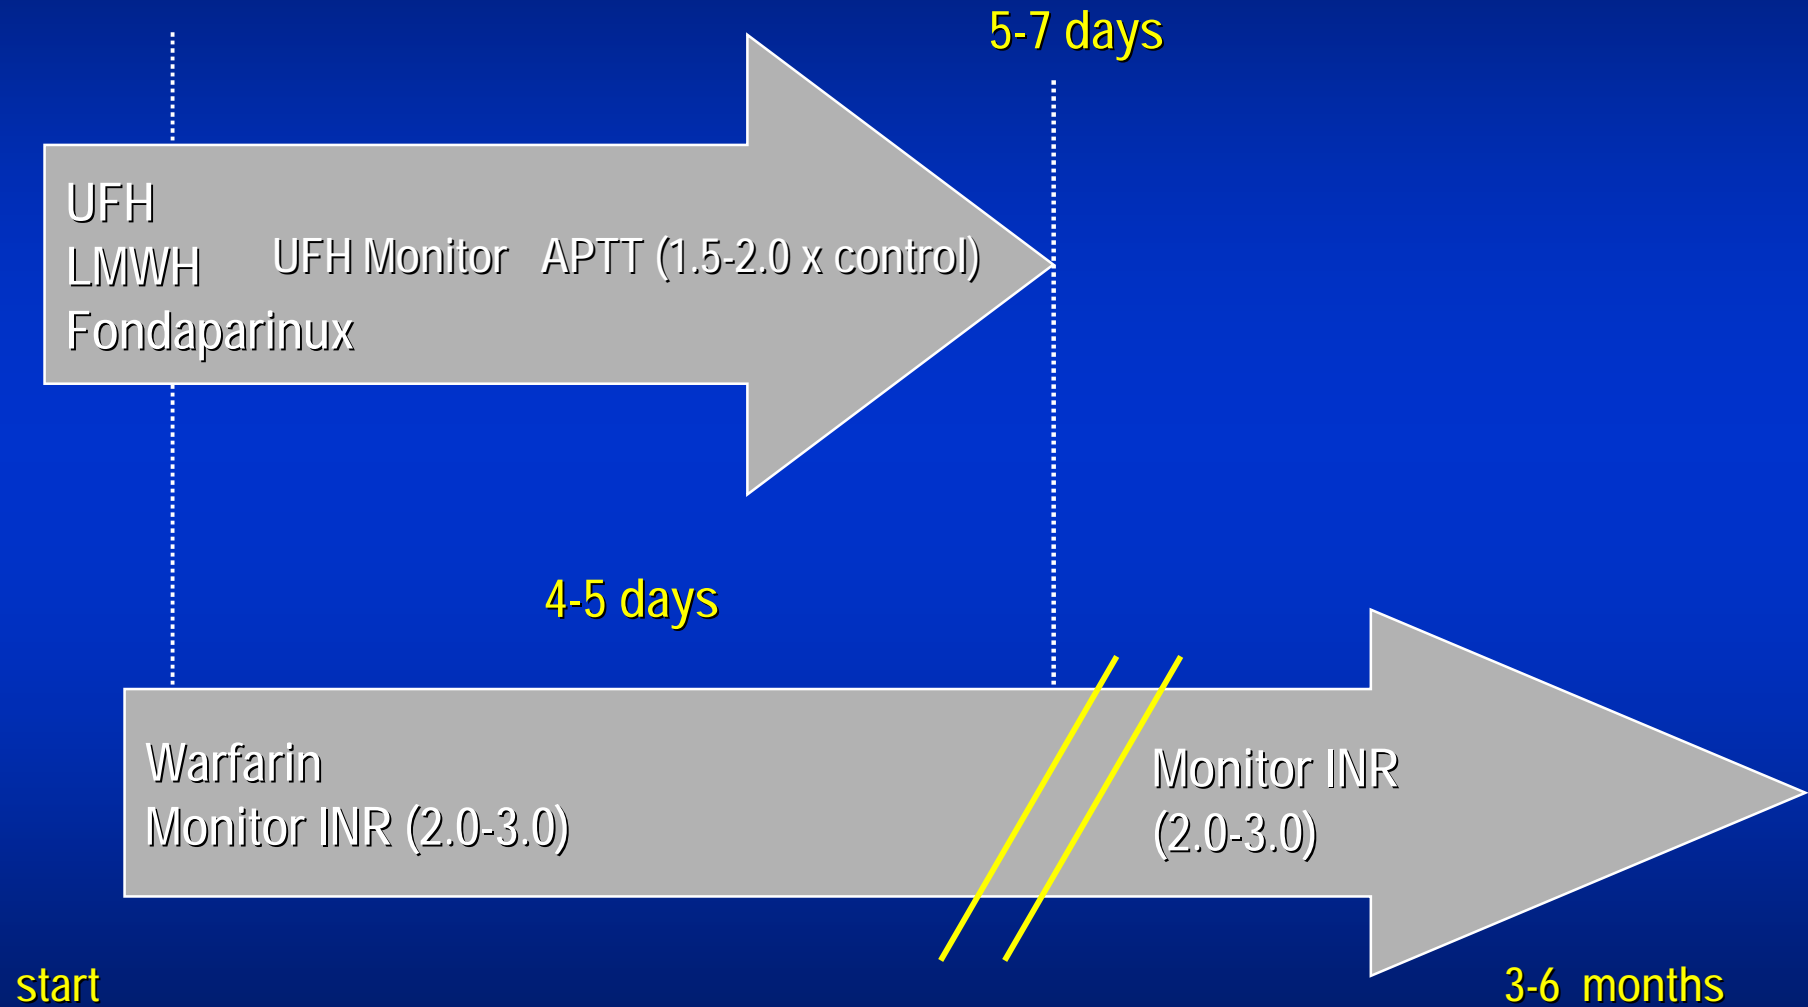 5-7 days
UFH
LMWH
Fondaparinux
UFH Monitor APTT (1.5-2.0 x control)
4-5 days
Warfarin
Monitor INR (2.0-3.0)
Monitor INR
(2.0-3.0)
start
3-6 months